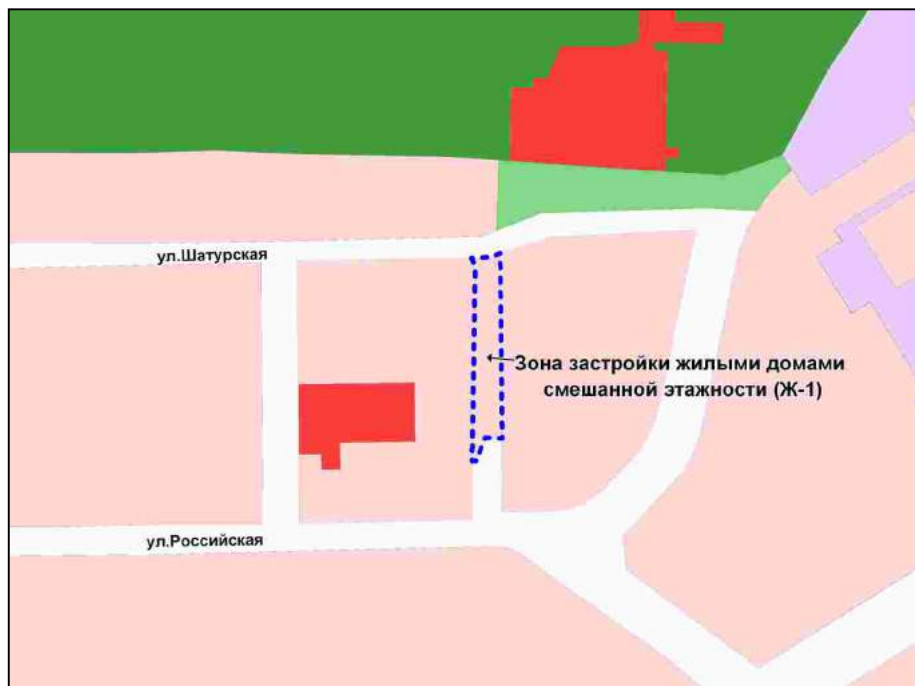 ул.Шатурская
Зона застройки жилыми домами
смешанной этажности (Ж-1)
ул.Российская